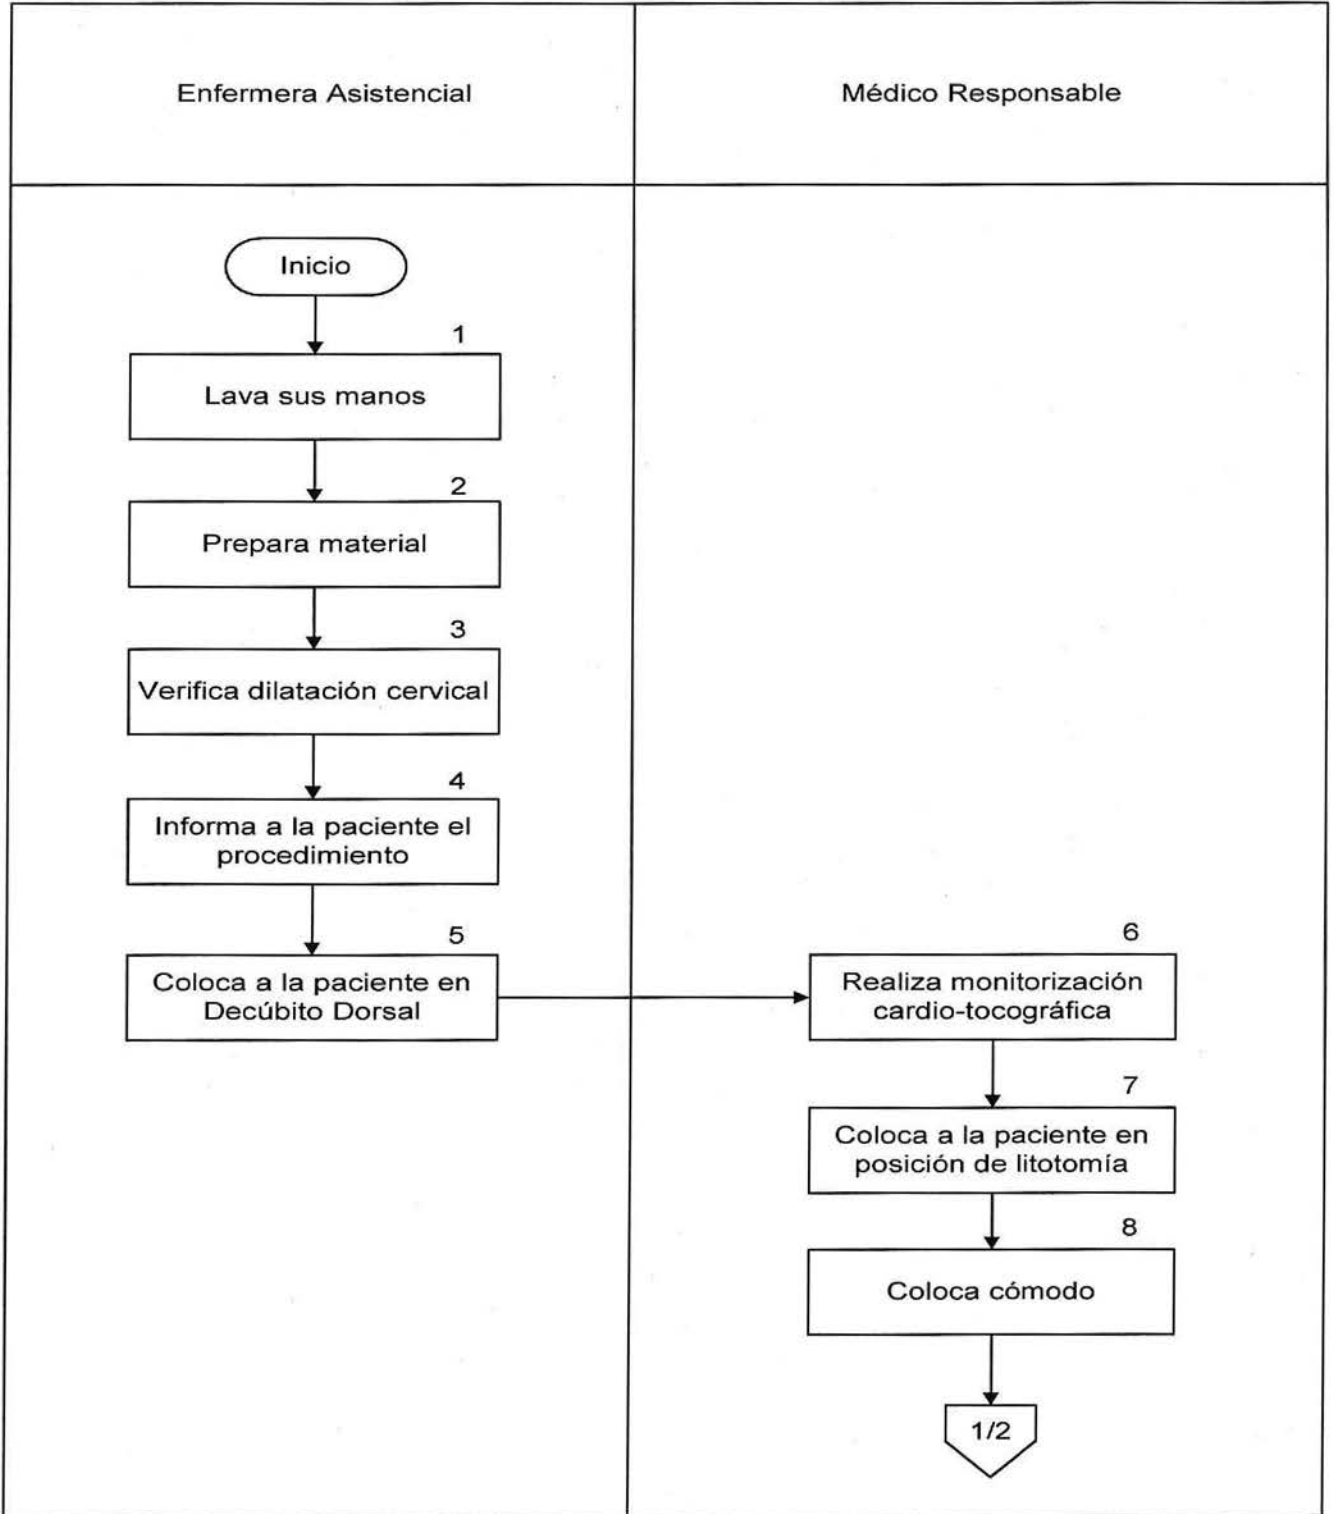 Enfermera Asistencial
Médico Responsable
Inicio
1
Lava sus manos
2
Prepara material
3
Verifica dilatación cervical
4
Informa a la paciente el
procedimiento
5
Coloca a la paciente en
Decúbito Dorsal
6
Realiza monitorización
cardio-tocográfica
7
Coloca a la paciente en
posición de litotomía
8
Coloca cómodo
1/2